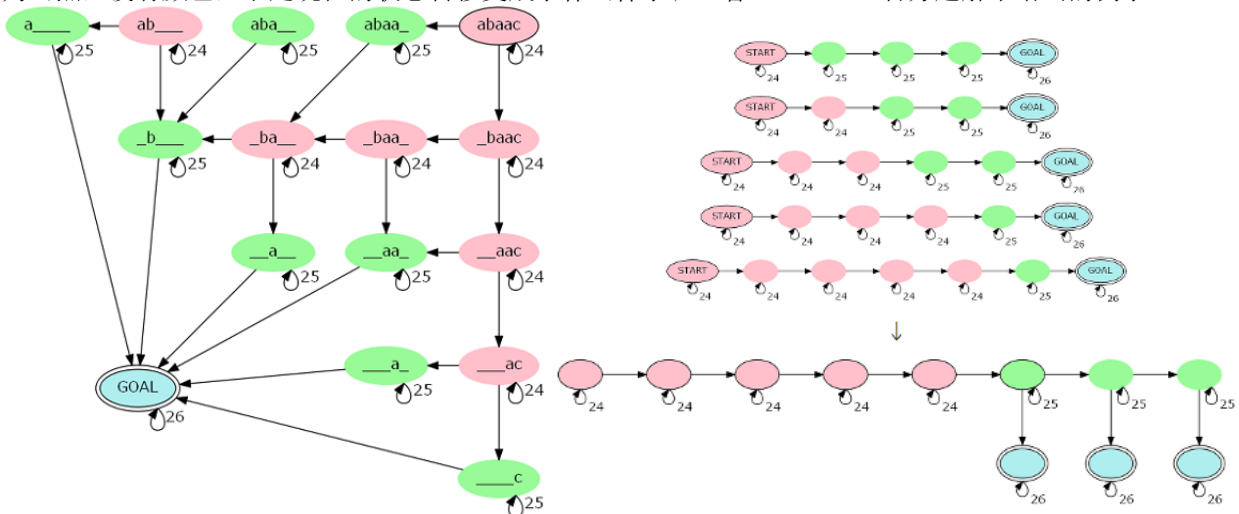 a____ ab___ aba__ abaa_ abaac
25 24 25 25 24
_b___ _ba__ _baa_ _baac
25 24 24 24
__a__ __aa_ __aac
25 25 24
___a_ ___ac
25 24
GOAL
26
____c
25
START GOAL
24 25 25 25 26
START GOAL
24 24 25 25 26
START GOAL
24 24 24 25 25 26
START GOAL
24 24 24 24 25 26
START GOAL
24 24 24 24 24 25 26
↓
24 24 24 24 24 25 25 25
26 26 26